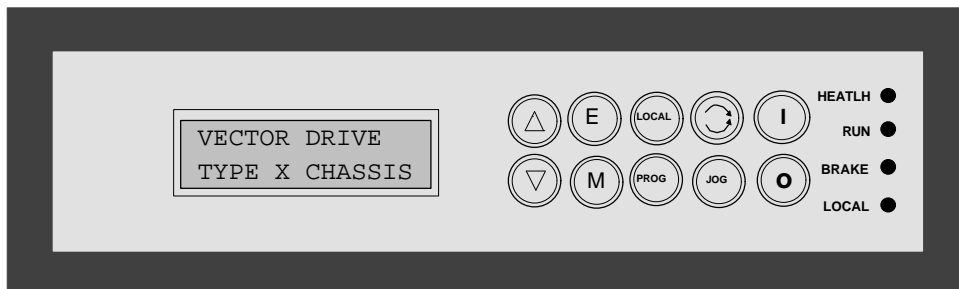 VECTOR DRIVE
TYPE X CHASSIS
E
LOCAL
I
M
PROG
JOG
O
HEATLH
RUN
BRAKE
LOCAL